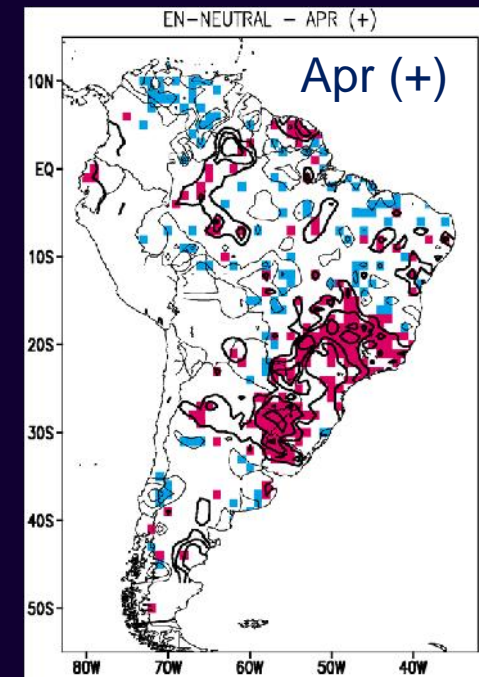 EN-NEUTRAL - APR (+)
Apr (+)
10N
EQ
10S
20S
30S
40S
50S
80W 70W 60W 50W 40W